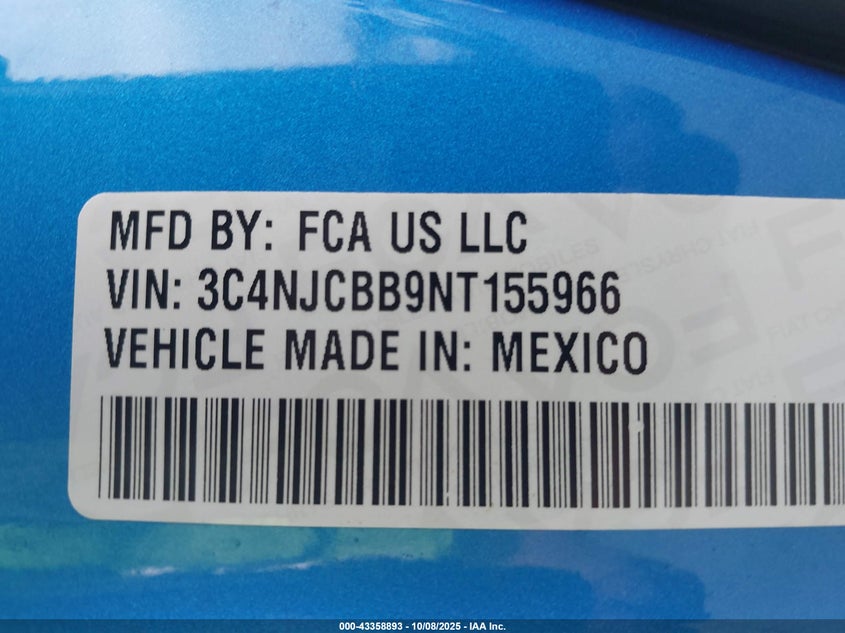 MFD BY: FCA US LLC
VIN: 3C4NJCBB9NT155966
VEHICLE MADE IN: MEXICO
000-43358893 - 10/08/2025 - IAA Inc.